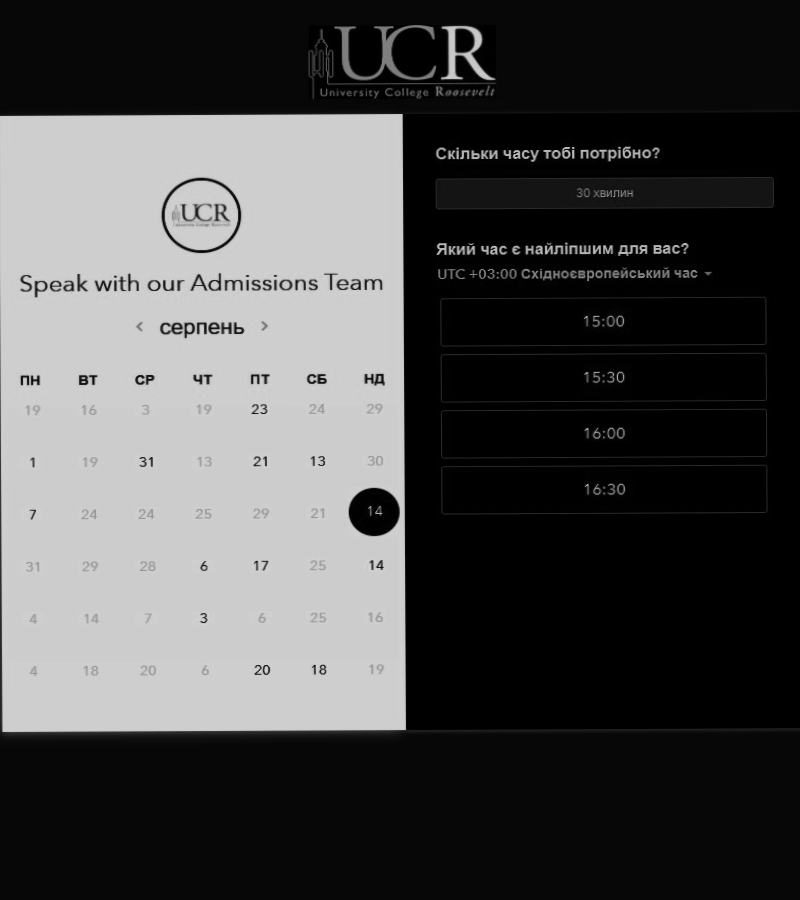 UCR
University College Roosevelt
UCR
University College Roosevelt
Speak with our Admissions Team
серпень
ПН ВТ СР ЧТ ПТ СБ НД
19 16 3 19 23 24 29
1 19 31 13 21 13 30
7 24 24 25 29 21 14
31 29 28 6 17 25 14
4 14 7 3 6 25 16
4 18 20 6 20 18 19
Скільки часу тобі потрібно?
30 хвилин
Який час є найліпшим для вас?
UTC +03:00 Східноєвропейський час
15:00
15:30
16:00
16:30